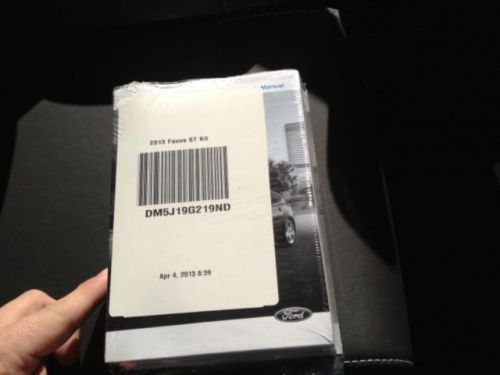 Manual
2013 Focus ST Kit
DM5J19G219ND
Apr 4, 2013 8:39
Ford